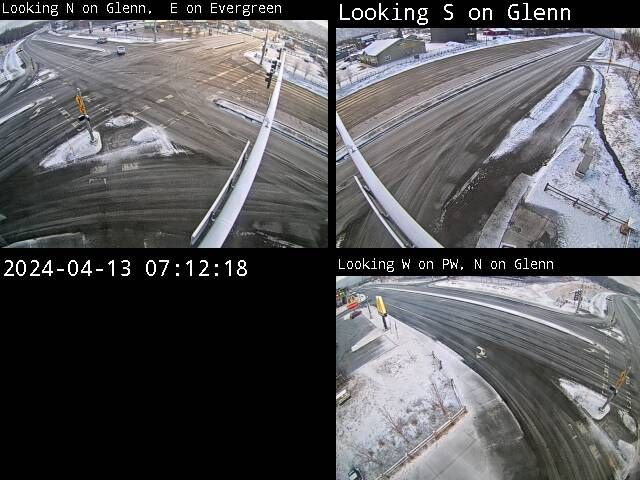 Looking N on Glenn,  E on Evergreen
Looking S on Glenn
2024-04-13 07:12:18
Looking W on PW, N on Glenn